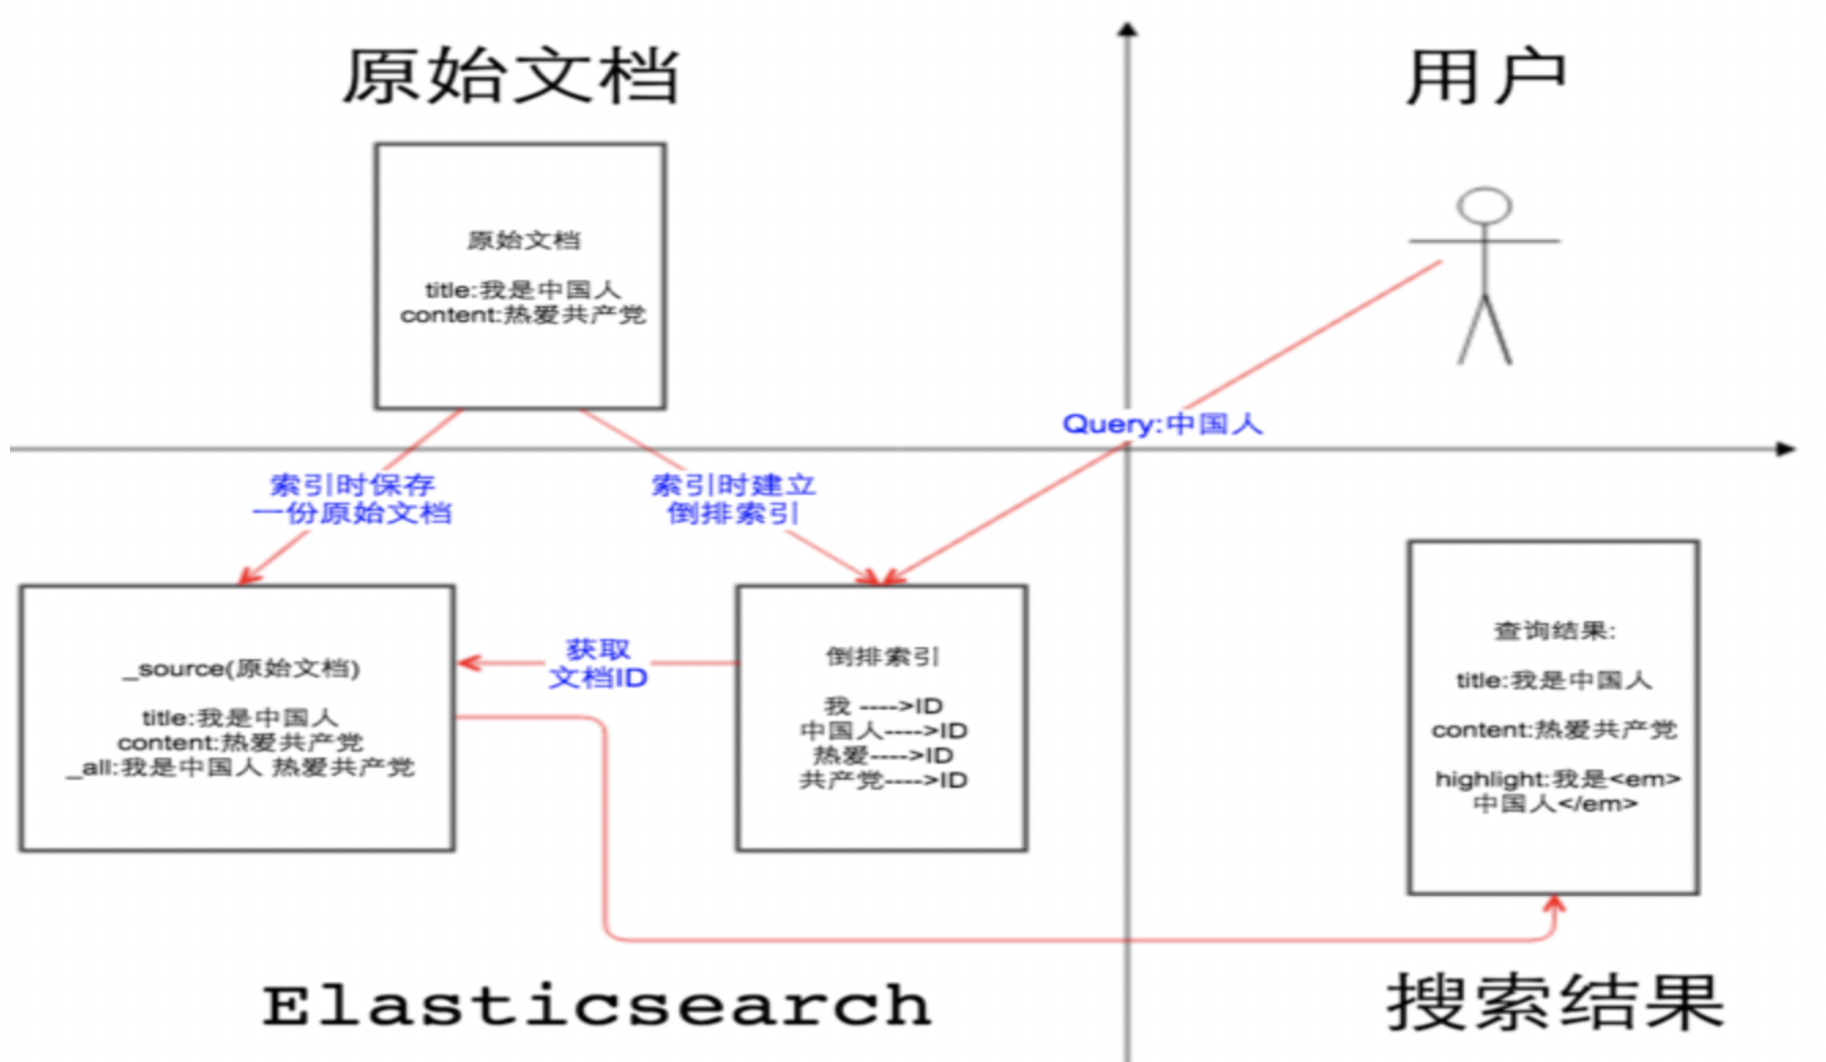 原始文档
用户
原始文档
title:我是中国人
content:热爱共产党
Query:中国人
索引时保存
一份原始文档
索引时建立
倒排索引
_source(原始文档)
title:我是中国人
content:热爱共产党
_all:我是中国人 热爱共产党
获取
文档ID
倒排索引
我 ---->ID
中国人---->ID
热爱---->ID
共产党---->ID
查询结果:
title:我是中国人
content:热爱共产党
highlight:我是<em>
中国人</em>
Elasticsearch
搜索结果